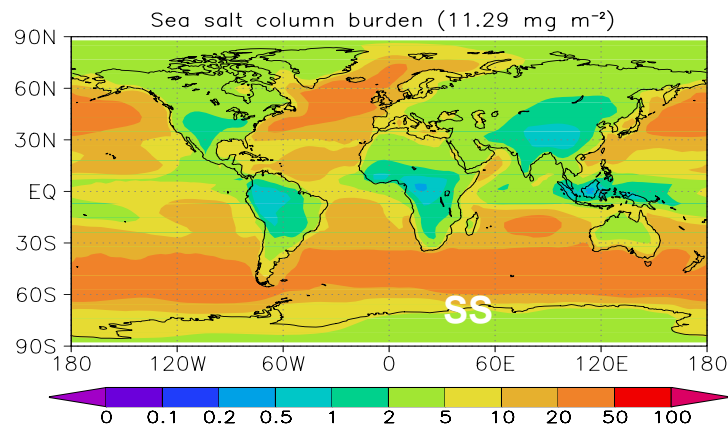 Sea salt column burden (11.29 mg m⁻²)
90N
60N
30N
EQ
30S
60S
90S
SS
180 120W 60W 0 60E 120E 180
0 0.1 0.2 0.5 1 2 5 10 20 50 100